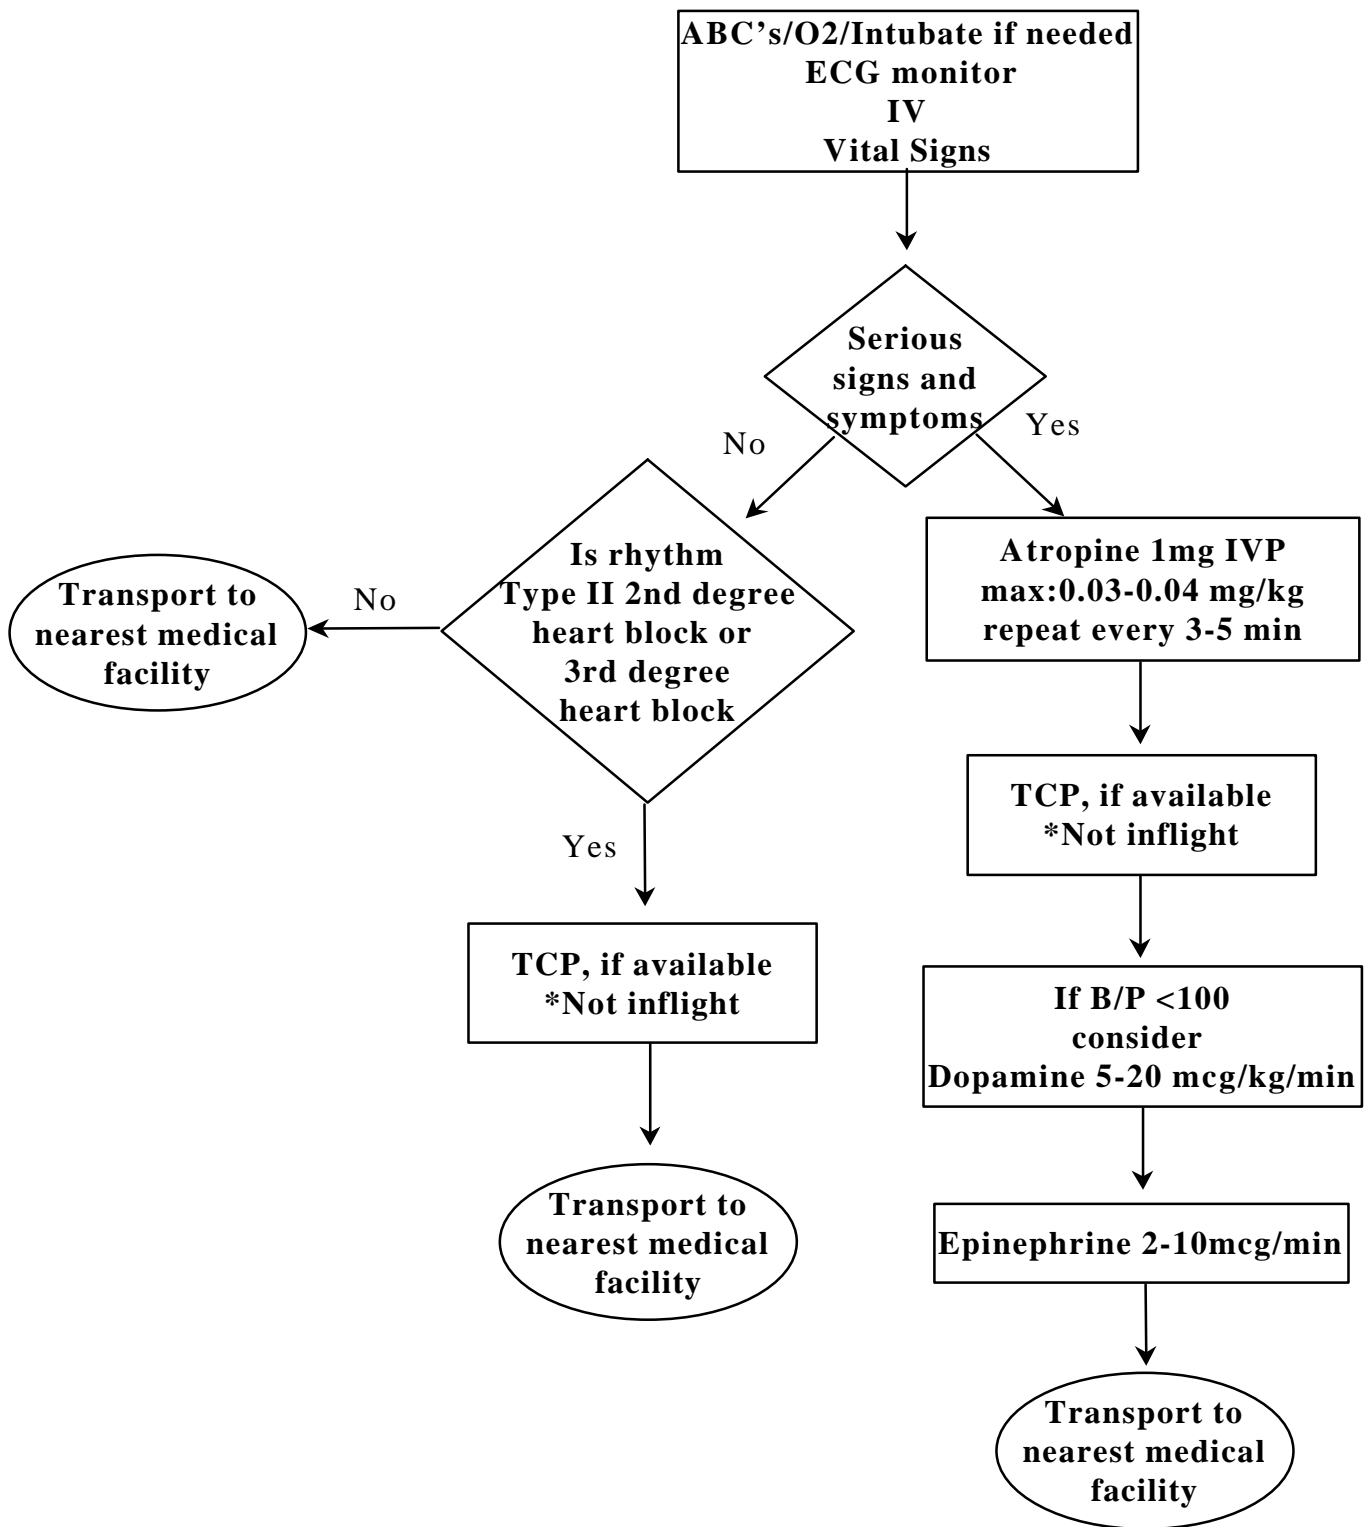 ABC’s/O2/Intubate if needed
ECG monitor
IV
Vital Signs
Serious
signs and
symptoms
No
Yes
Is rhythm
Type II 2nd degree
heart block or
3rd degree
heart block
No
Transport to
nearest medical
facility
Yes
TCP, if available
*Not inflight
Transport to
nearest medical
facility
Atropine 1mg IVP
max:0.03-0.04 mg/kg
repeat every 3-5 min
TCP, if available
*Not inflight
If B/P <100
consider
Dopamine 5-20 mcg/kg/min
Epinephrine 2-10mcg/min
Transport to
nearest medical
facility